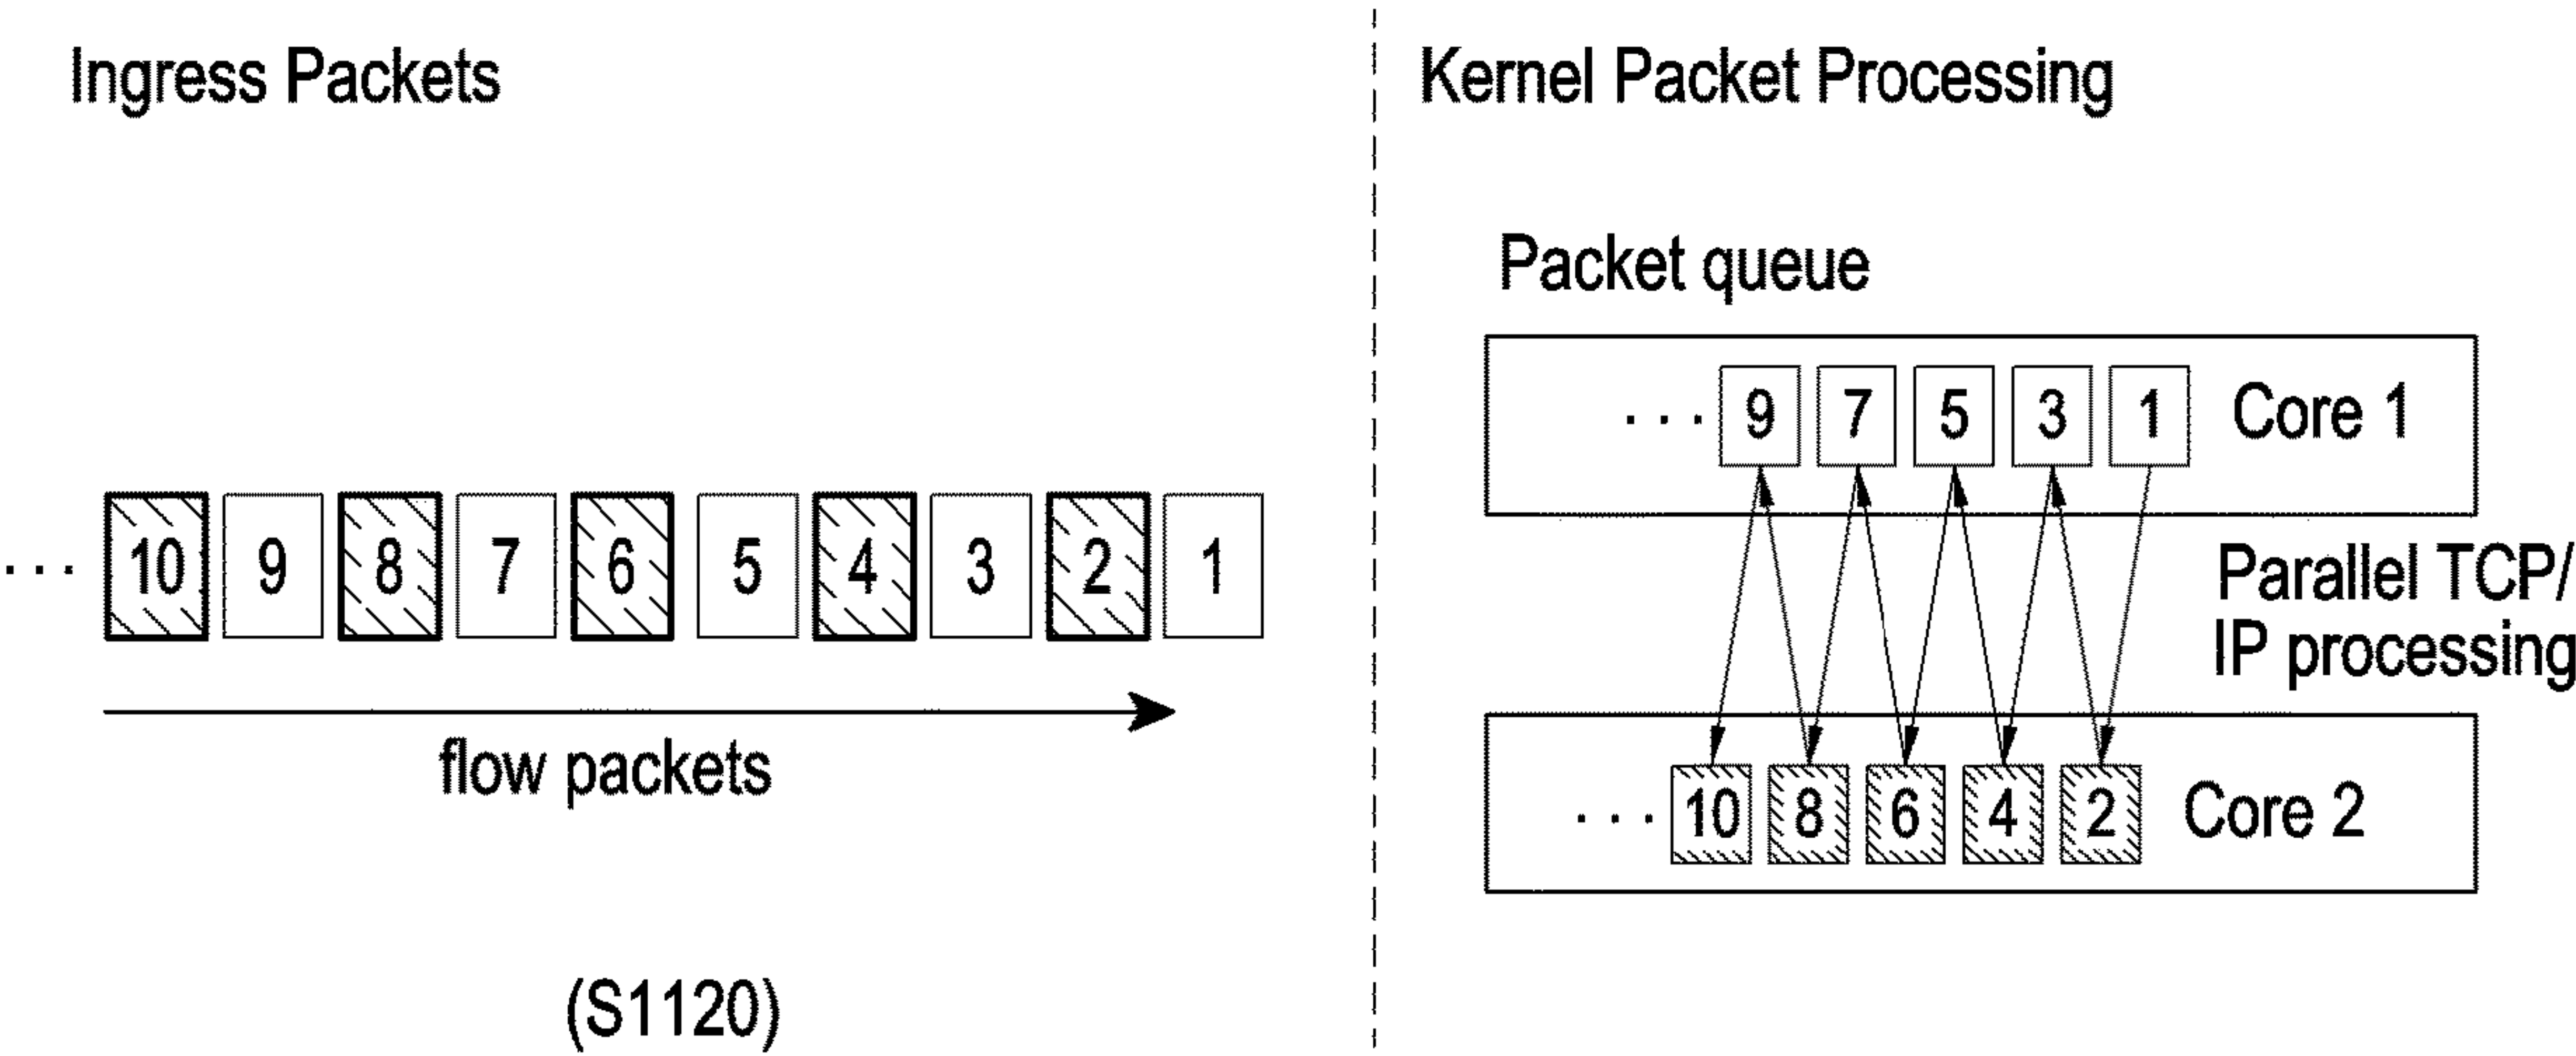 Ingress Packets
Kernel Packet Processing
Packet queue
... 9 7 5 3 1 Core 1
... 10 9 8 7 6 5 4 3 2 1
Parallel TCP/
IP processing
flow packets
... 10 8 6 4 2 Core 2
(S1120)